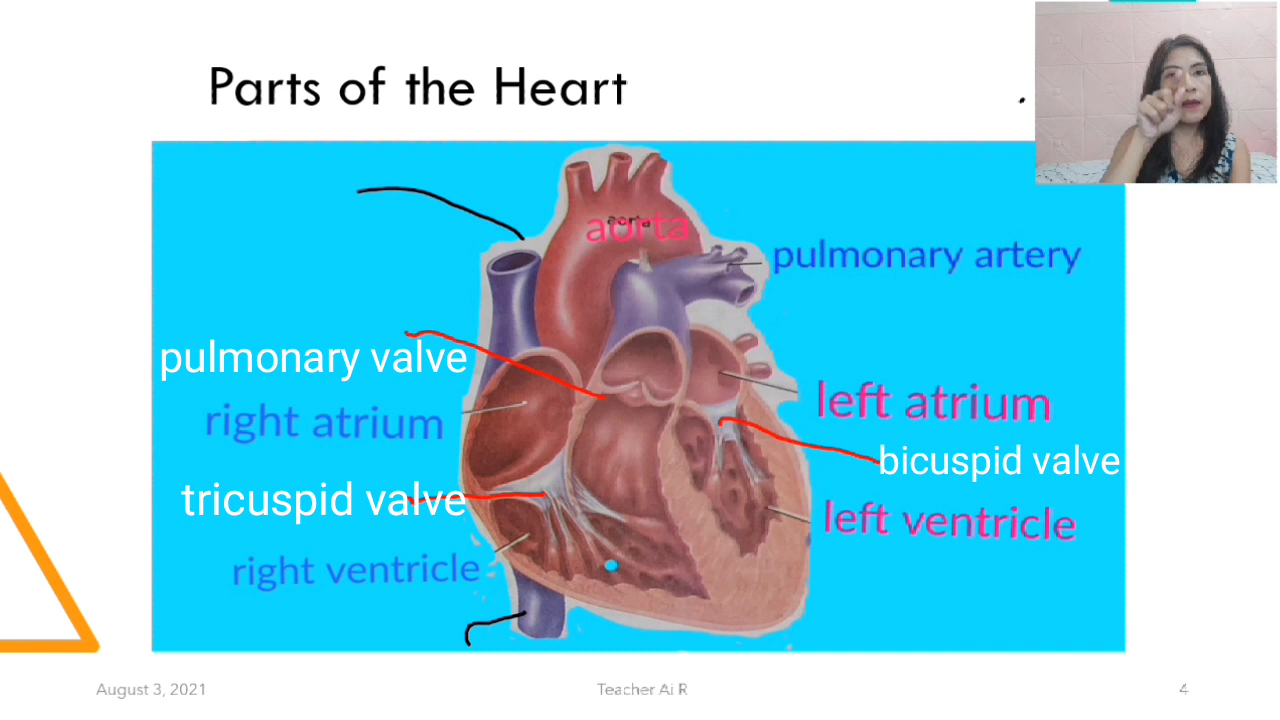 Parts of the Heart
aorta
aorta
pulmonary artery
pulmonary valve
left atrium
right atrium
bicuspid valve
tricuspid valve
left ventricle
right ventricle
August 3, 2021
Teacher Ai R
4